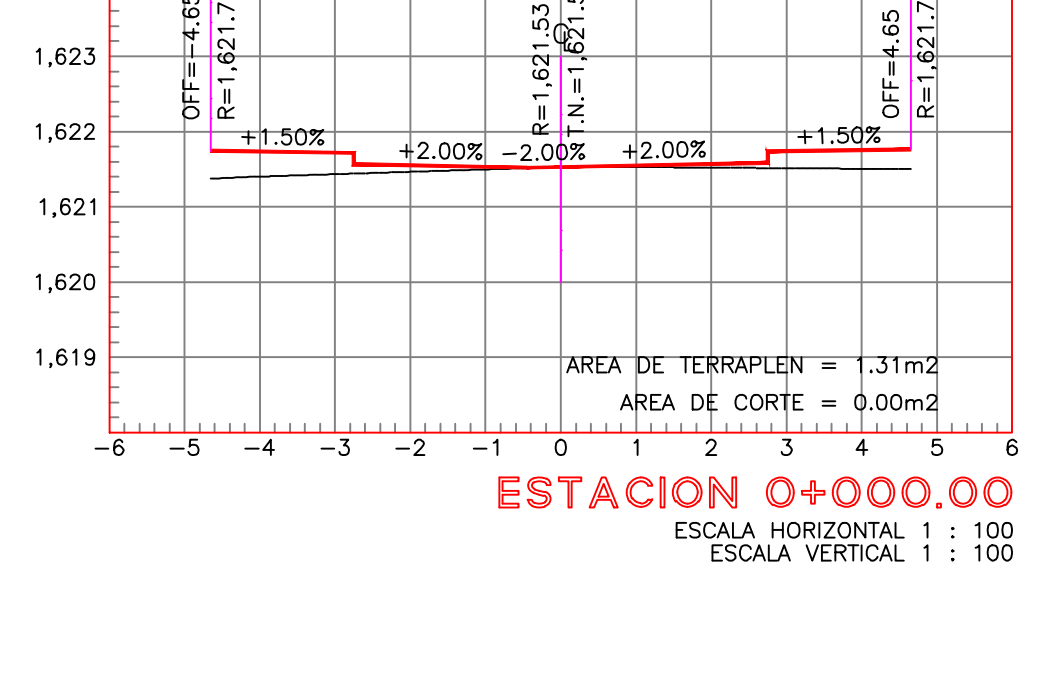 OFF=-4.65
R=1,621.7
R=1,621.53
T.N.=1,621.5
OFF=4.65
R=1,621.7
1,623
1,622
+1.50%
+2.00%
-2.00%
+2.00%
+1.50%
1,621
1,620
1,619
AREA DE TERRAPLEN = 1.31m2
AREA DE CORTE = 0.00m2
-6 -5 -4 -3 -2 -1 0 1 2 3 4 5 6
ESTACION 0+000.00
ESCALA HORIZONTAL 1 : 100
ESCALA VERTICAL 1 : 100